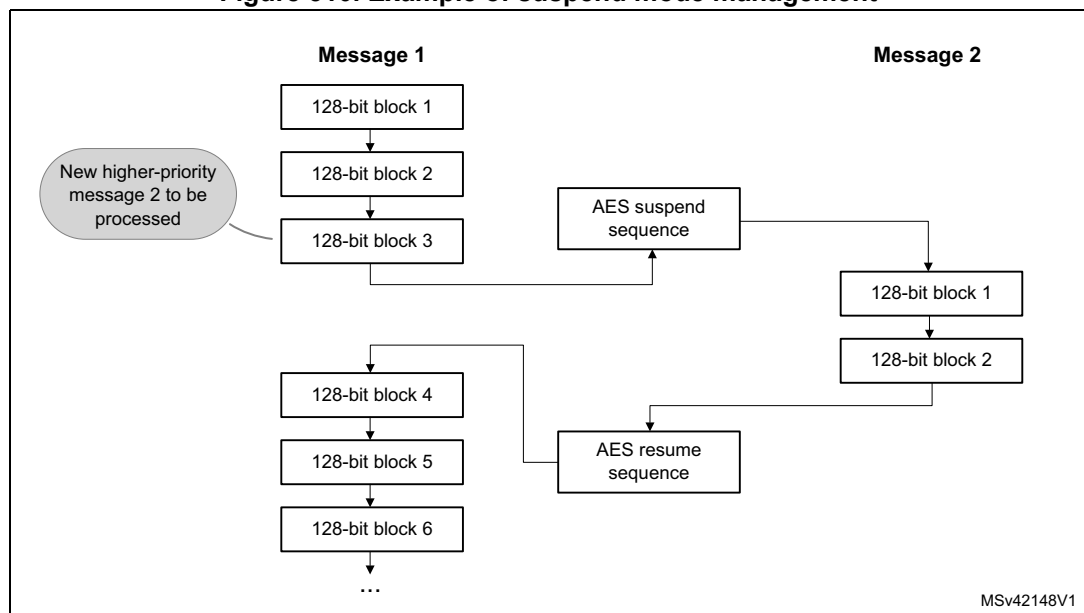 Message 1
Message 2
128-bit block 1
128-bit block 2
128-bit block 3
New higher-priority
message 2 to be
processed
AES suspend
sequence
128-bit block 1
128-bit block 2
AES resume
sequence
128-bit block 4
128-bit block 5
128-bit block 6
...
MSv42148V1